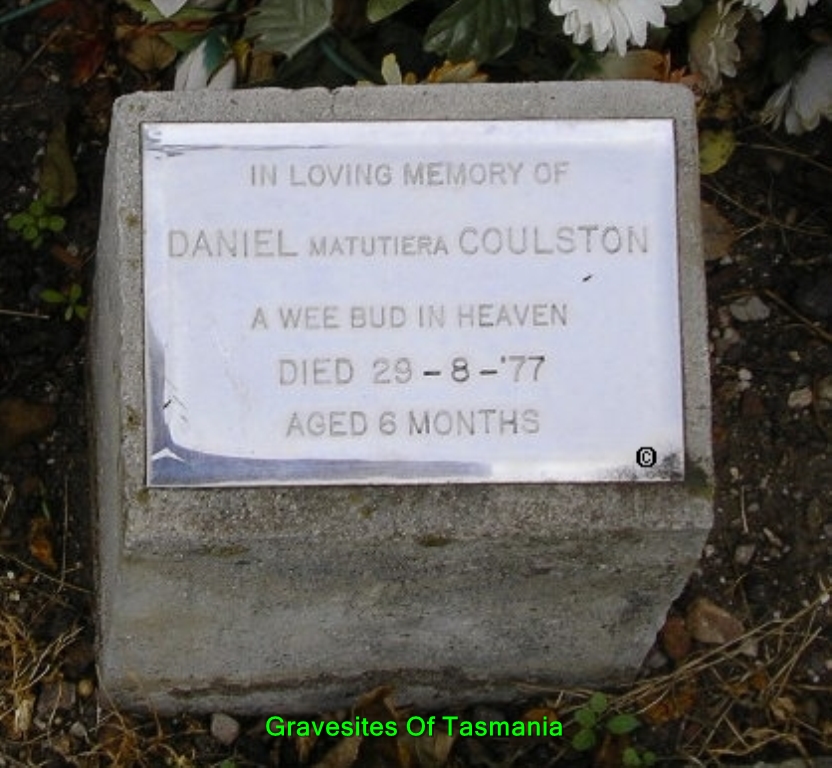 IN LOVING MEMORY OF
DANIEL MATUTIERA COULSTON
A WEE BUD IN HEAVEN
DIED 29-8-'77
AGED 6 MONTHS
©
Gravesites Of Tasmania